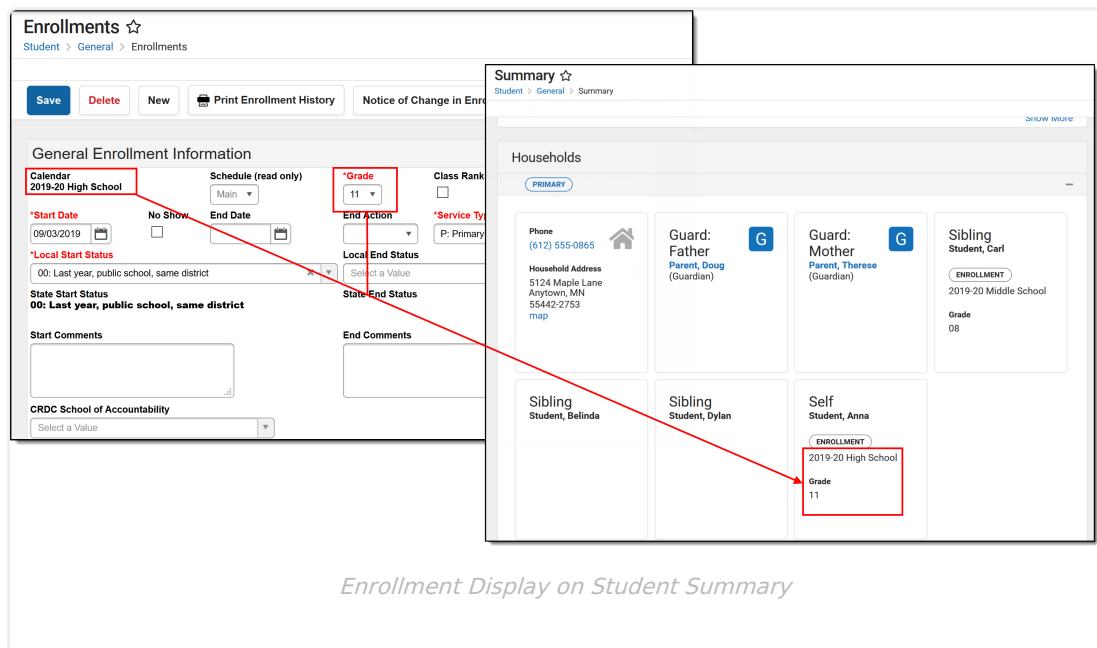 Enrollments
Student > General > Enrollments
Save Delete New Print Enrollment History Notice of Change in Enro
General Enrollment Information
Calendar Schedule (read only) *Grade Class Rank
2019-20 High School Main 11
*Start Date No Show End Date End Action *Service Typ
09/03/2019 P: Primary
*Local Start Status Local End Status
00: Last year, public school, same district Select a Value
State Start Status State End Status
00: Last year, public school, same district
Start Comments End Comments
CRDC School of Accountability
Select a Value
Summary
Student > General > Summary
Show More
Households
PRIMARY
Phone
(612) 555-0865
Household Address
5124 Maple Lane
Anytown, MN
55442-2753
map
Guard:
Father
Parent, Doug
(Guardian)
G
Guard:
Mother
Parent, Therese
(Guardian)
G
Sibling
Student, Carl
ENROLLMENT
2019-20 Middle School
Grade
08
Sibling
Student, Belinda
Sibling
Student, Dylan
Self
Student, Anna
ENROLLMENT
2019-20 High School
Grade
11
Enrollment Display on Student Summary